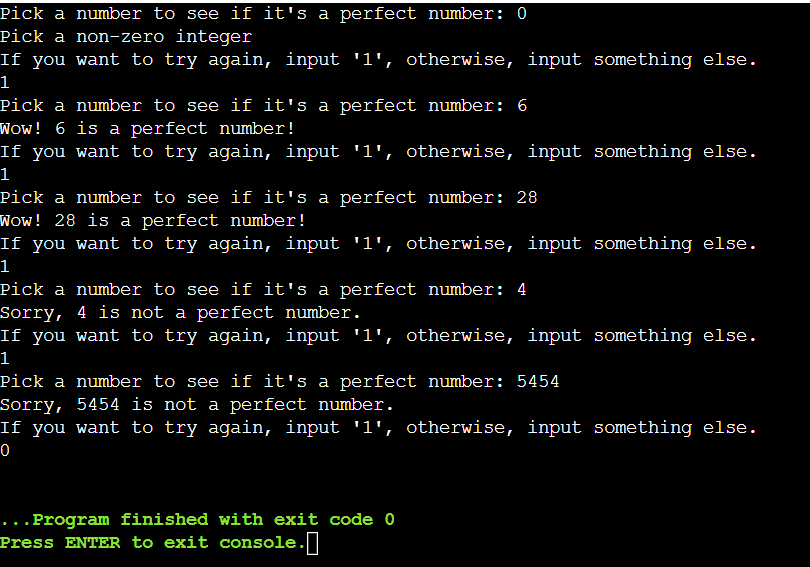 Pick a number to see if it's a perfect number: 0
Pick a non-zero integer
If you want to try again, input '1', otherwise, input something else.
1
Pick a number to see if it's a perfect number: 6
Wow! 6 is a perfect number!
If you want to try again, input '1', otherwise, input something else.
1
Pick a number to see if it's a perfect number: 28
Wow! 28 is a perfect number!
If you want to try again, input '1', otherwise, input something else.
1
Pick a number to see if it's a perfect number: 4
Sorry, 4 is not a perfect number.
If you want to try again, input '1', otherwise, input something else.
1
Pick a number to see if it's a perfect number: 5454
Sorry, 5454 is not a perfect number.
If you want to try again, input '1', otherwise, input something else.
0
...Program finished with exit code 0
Press ENTER to exit console.